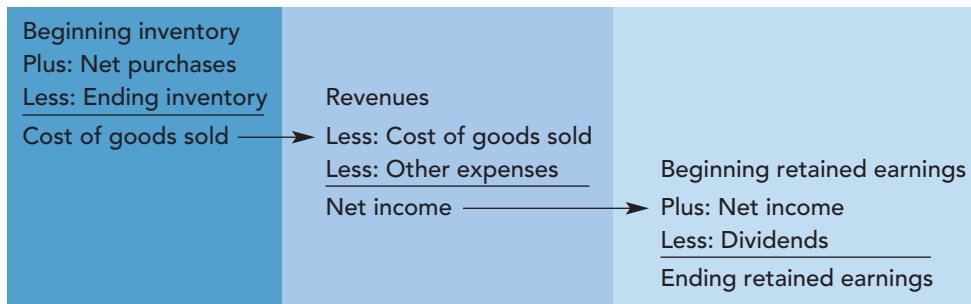 Beginning inventory
Plus: Net purchases
Less: Ending inventory
Cost of goods sold
Revenues
Less: Cost of goods sold
Less: Other expenses
Net income
Beginning retained earnings
Plus: Net income
Less: Dividends
Ending retained earnings